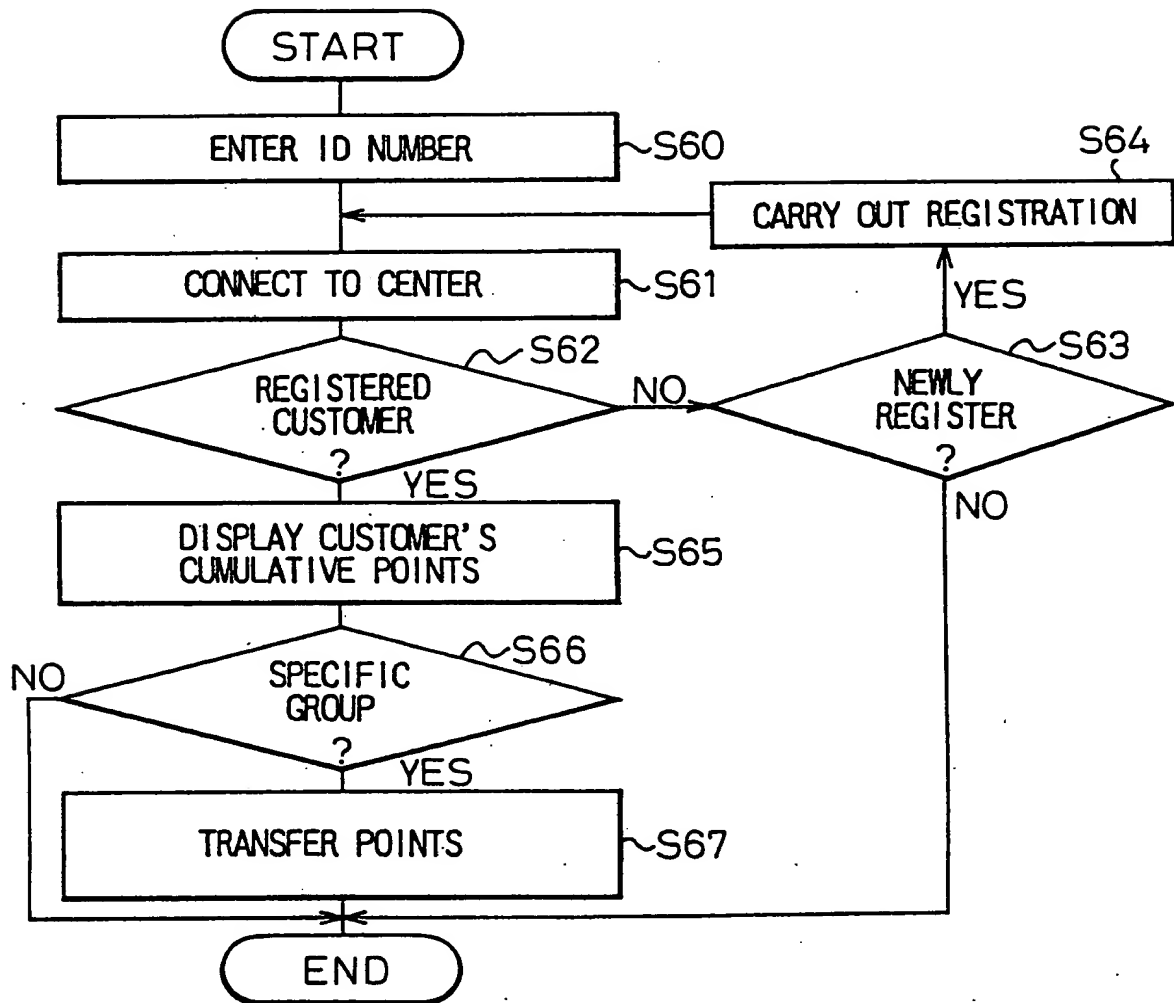 START
ENTER ID NUMBER
S60
S64
CARRY OUT REGISTRATION
CONNECT TO CENTER
S61
YES
S62
S63
REGISTERED
CUSTOMER
?
NO
NEWLY
REGISTER
?
YES
NO
DISPLAY CUSTOMER'S
CUMULATIVE POINTS
S65
S66
NO
SPECIFIC
GROUP
?
YES
TRANSFER POINTS
S67
END